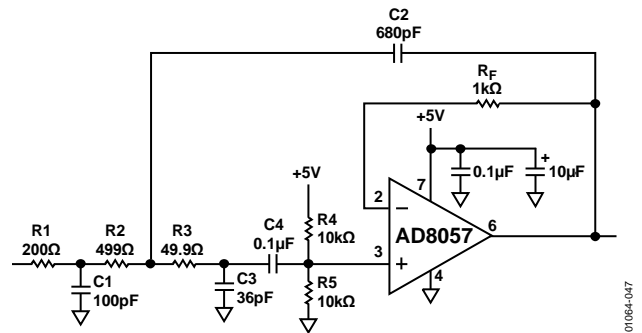 C2
680pF
RF
1kΩ
+5V
0.1µF
+
10µF
+5V
7
2
−
AD8057
6
3
+
4
R1
200Ω
R2
499Ω
R3
49.9Ω
C4
0.1µF
R4
10kΩ
R5
10kΩ
C1
100pF
C3
36pF
01064-047